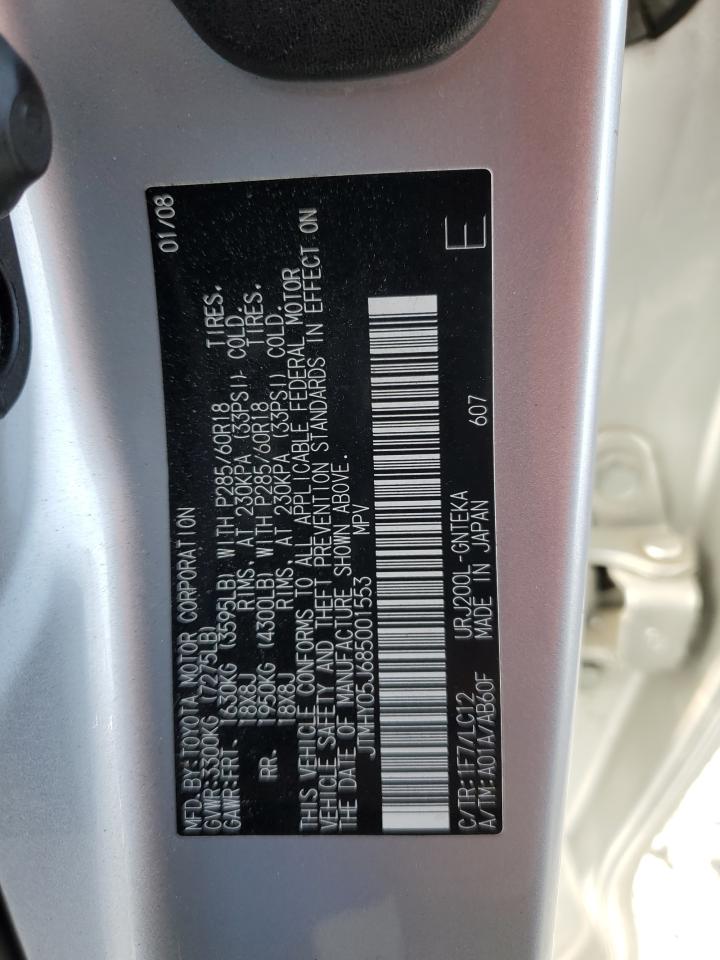 MFD. BY: TOYOTA MOTOR CORPORATION 01/08
GVWR: 3300KG (7275LB)
GAWR: FRT. 1630KG (3595LB) WITH P285/60R18 TIRES.
18X8J RIMS. AT 230KPA (33PSI) COLD.
RR. 1950KG (4300LB) WITH P285/60R18 TIRES.
18X8J RIMS. AT 230KPA (33PSI) COLD.
THIS VEHICLE CONFORMS TO ALL APPLICABLE FEDERAL MOTOR
VEHICLE SAFETY AND THEFT PREVENTION STANDARDS IN EFFECT ON
THE DATE OF MANUFACTURE SHOWN ABOVE.
JTMHY05J685001553 MPV
C/TR: 1F7/LC12 URJ200L-GNTEKA
A/TM: A01A/AB60F MADE IN JAPAN 607 E